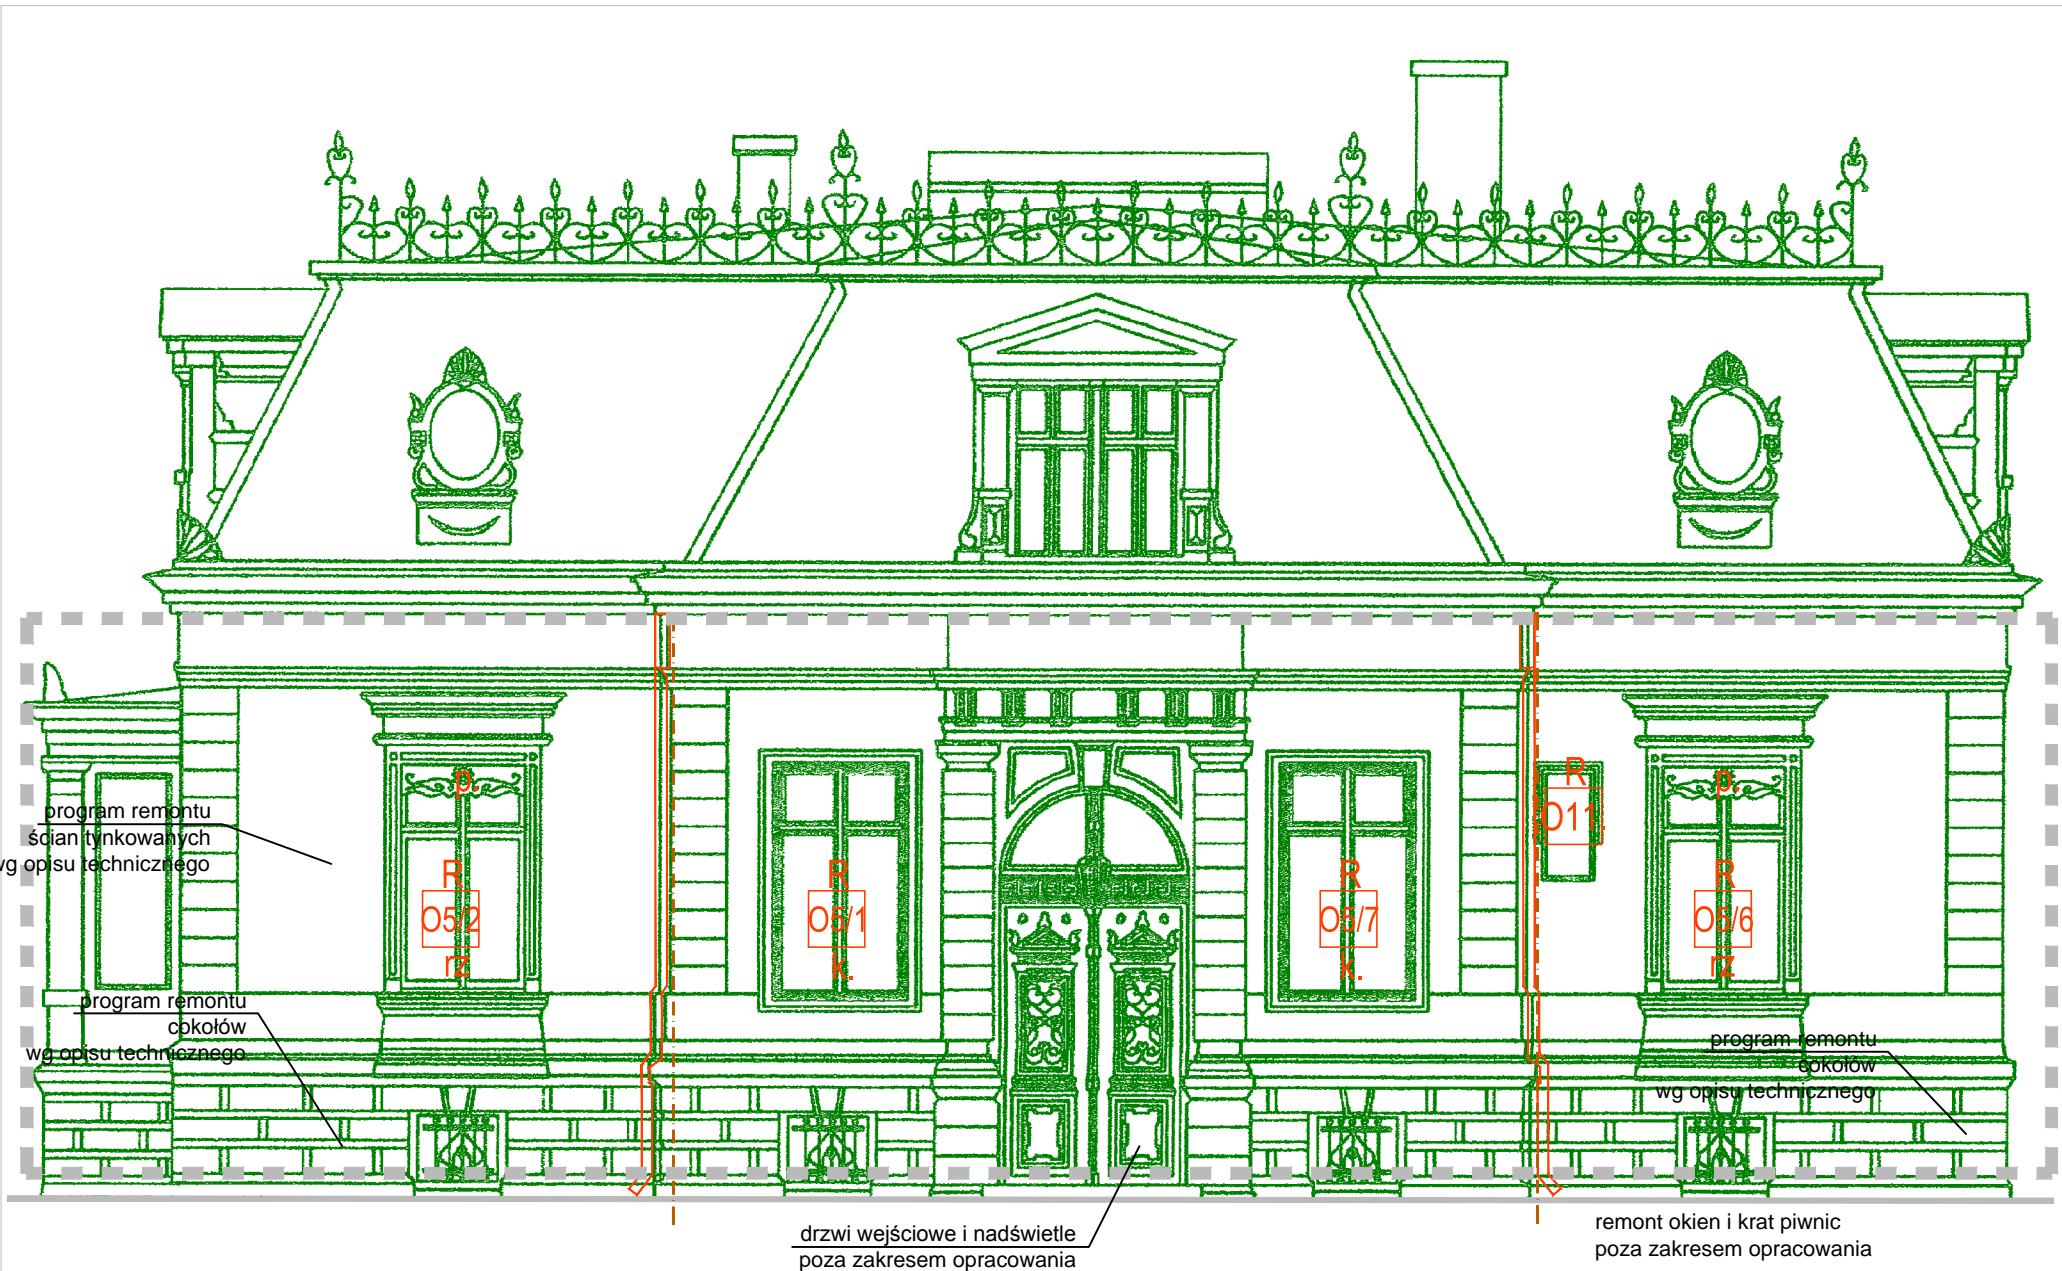 p.
p.
R
O11.
program remontu
ścian tynkowanych
wg opisu technicznego
R
O5/2
rz
R
O5/1
k.
R
O5/7
k.
R
O5/6
rz
program remontu
cokołów
wg opisu technicznego
program remontu
cokołów
wg opisu technicznego
drzwi wejściowe i nadświetle
poza zakresem opracowania
remont okien i krat piwnic
poza zakresem opracowania